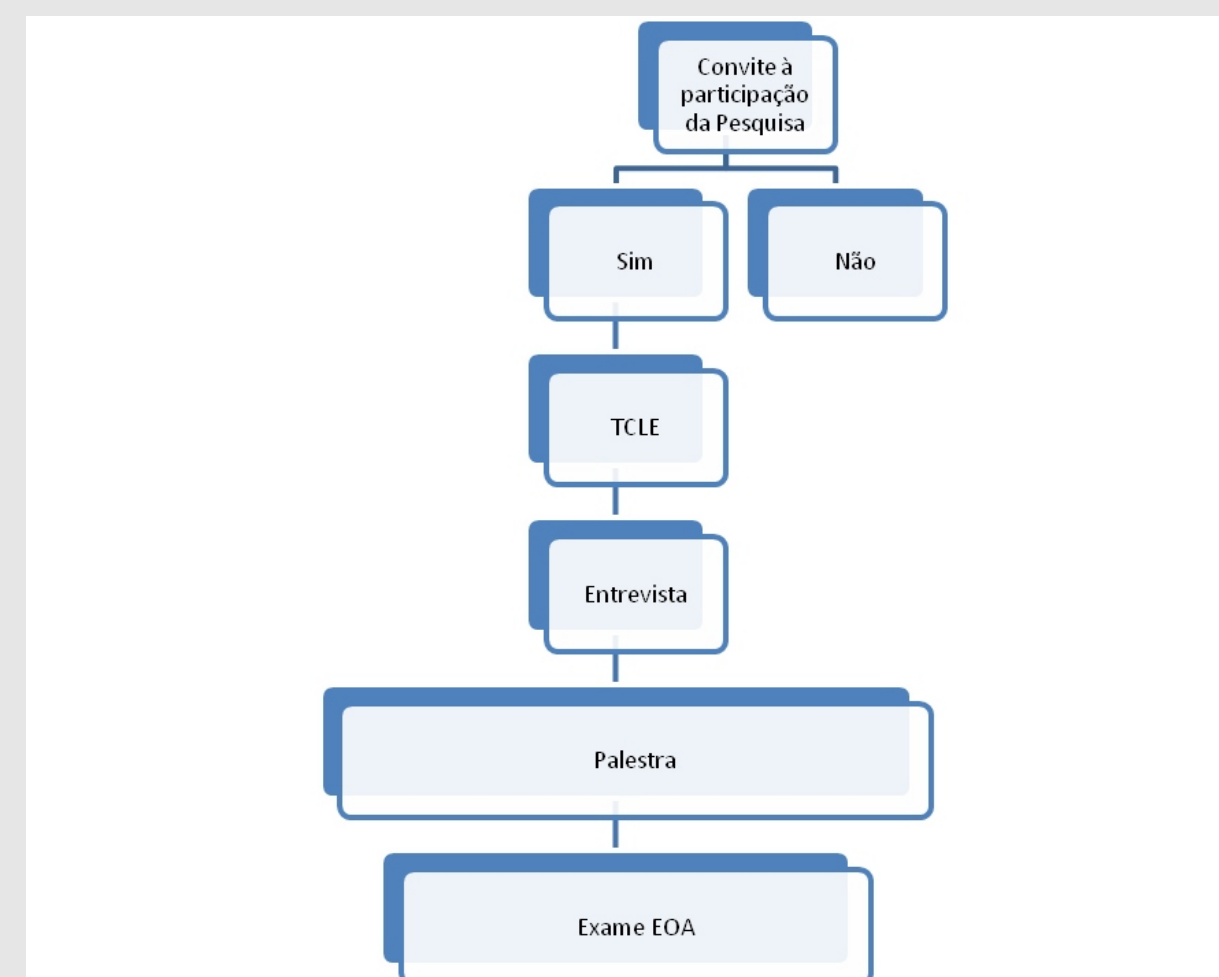 Convite à
participação
da Pesquisa
Sim
Não
TCLE
Entrevista
Palestra
Exame EOA